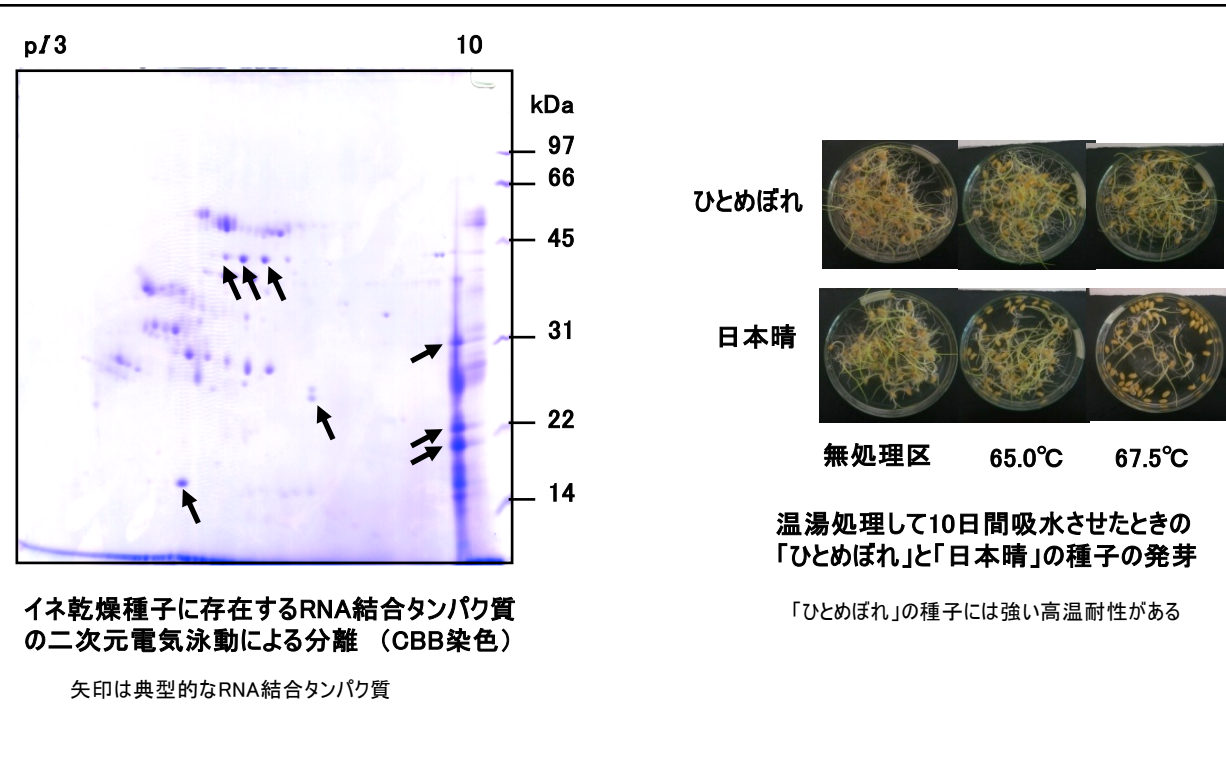 pI 3
10
kDa
97
66
45
31
22
14
イネ乾燥種子に存在するRNA結合タンパク質
の二次元電気泳動による分離 （CBB染色）
矢印は典型的なRNA結合タンパク質
ひとめぼれ
日本晴
無処理区
65.0℃
67.5℃
温湯処理して10日間吸水させたときの
「ひとめぼれ」と「日本晴」の種子の発芽
「ひとめぼれ」の種子には強い高温耐性がある